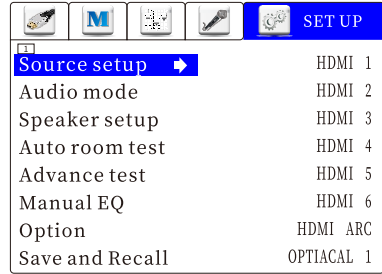 M SET UP
1
Source setup HDMI 1
Audio mode HDMI 2
Speaker setup HDMI 3
Auto room test HDMI 4
Advance test HDMI 5
Manual EQ HDMI 6
Option HDMI ARC
Save and Recall OPTIACAL 1